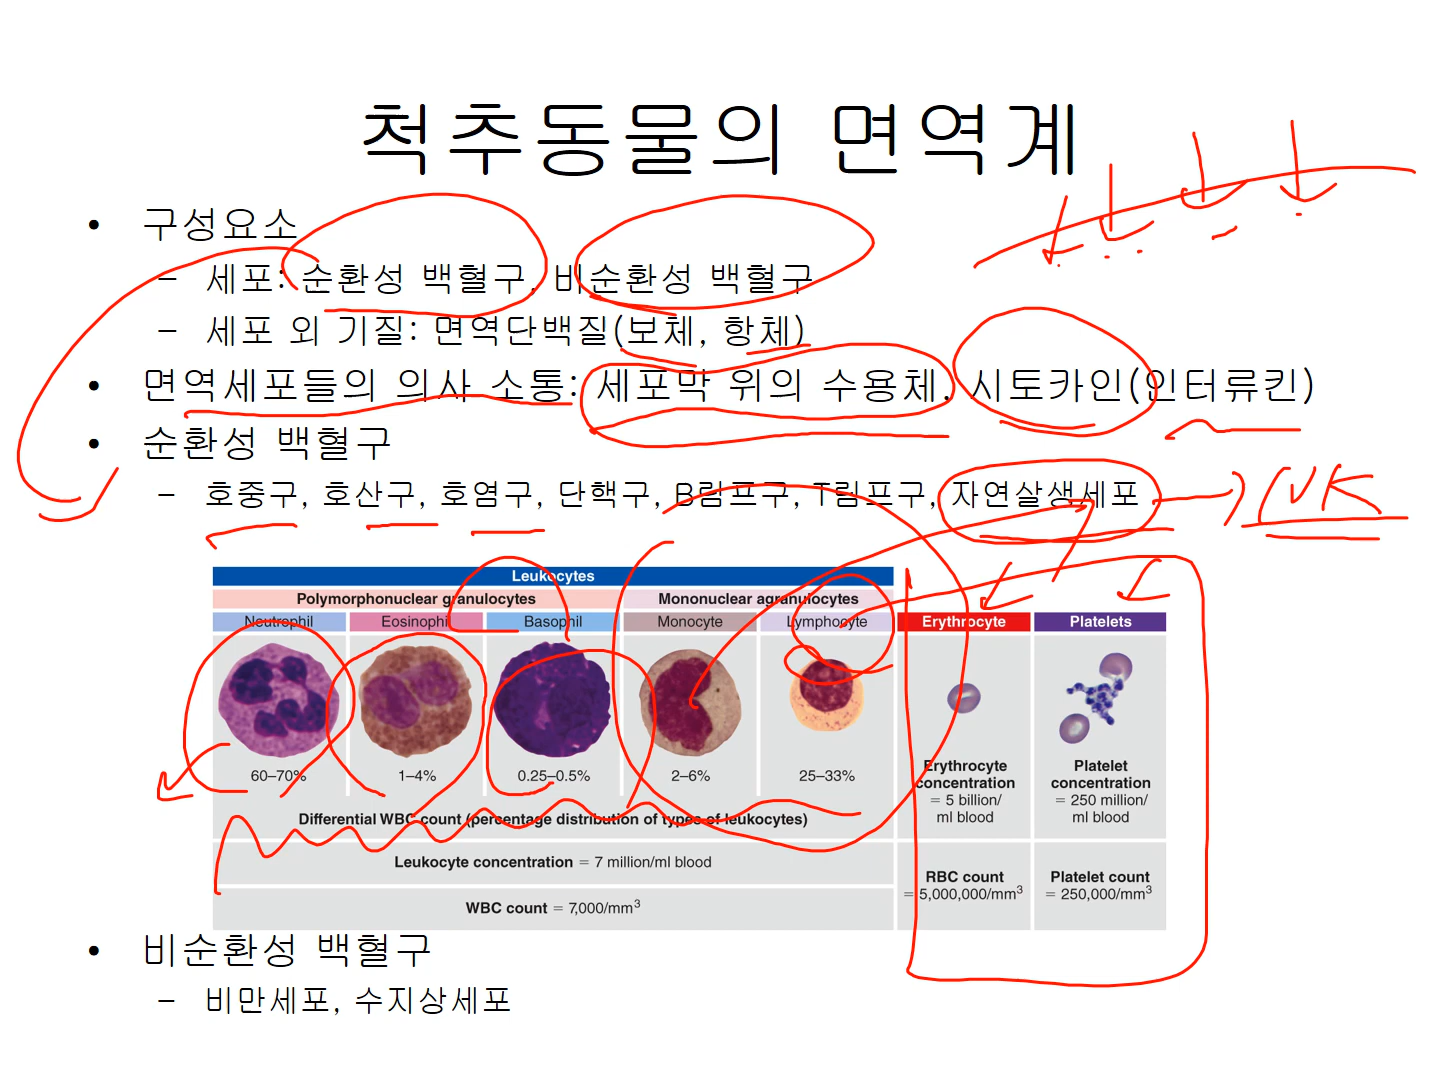 척추동물의 면역계
• 구성요소
– 세포: 순환성 백혈구, 비순환성 백혈구
– 세포 외 기질: 면역단백질(보체, 항체)
• 면역세포들의 의사 소통: 세포막 위의 수용체, 시토카인(인터류킨)
• 순환성 백혈구
– 호중구, 호산구, 호염구, 단핵구, B림프구, T림프구, 자연살생세포
NK
Leukocytes
Polymorphonuclear granulocytes Mononuclear agranulocytes
Neutrophil Eosinophil Basophil Monocyte Lymphocyte Erythrocyte Platelets
60–70% 1–4% 0.25–0.5% 2–6% 25–33%
Erythrocyte concentration = 5 billion/ ml blood
Platelet concentration = 250 million/ ml blood
Differential WBC count (percentage distribution of types of leukocytes)
Leukocyte concentration = 7 million/ml blood
RBC count = 5,000,000/mm³
Platelet count = 250,000/mm³
WBC count = 7,000/mm³
• 비순환성 백혈구
– 비만세포, 수지상세포